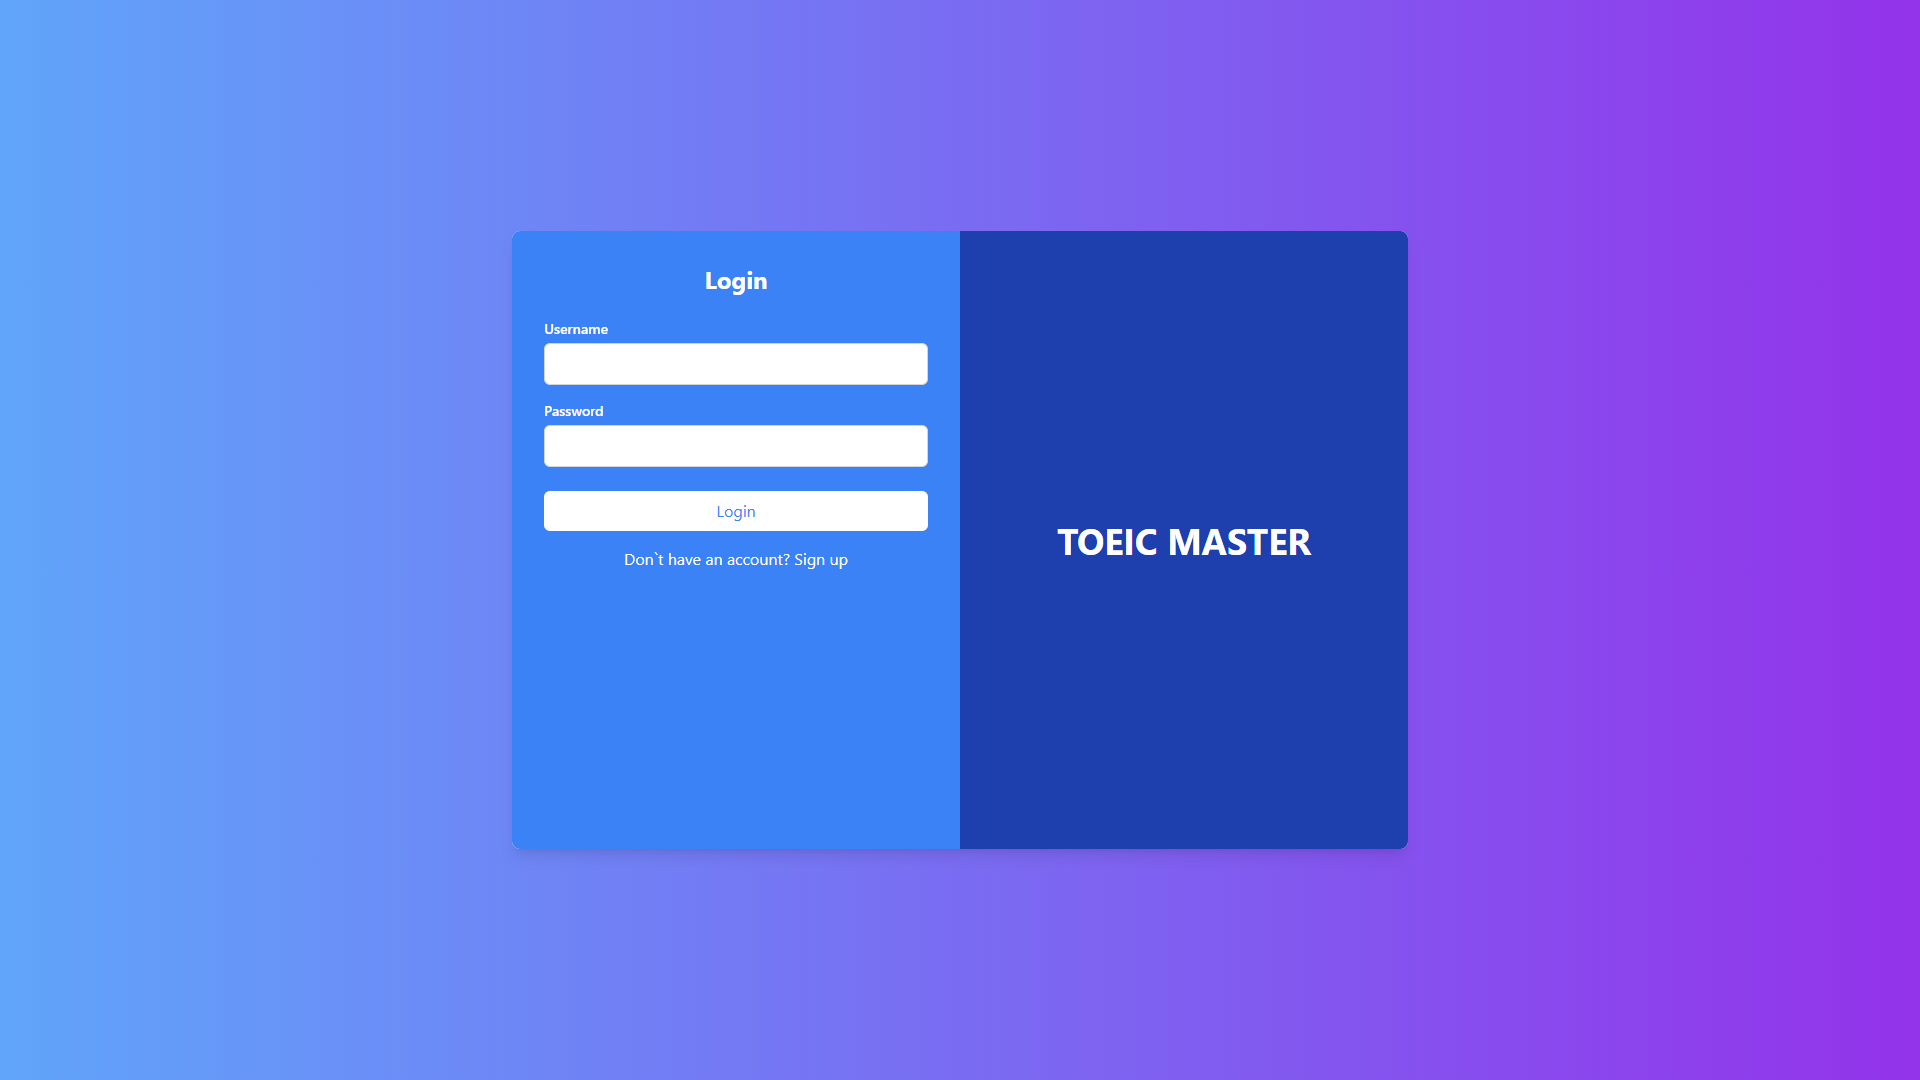 Login
Username
Password
Login
Don`t have an account? Sign up
TOEIC MASTER